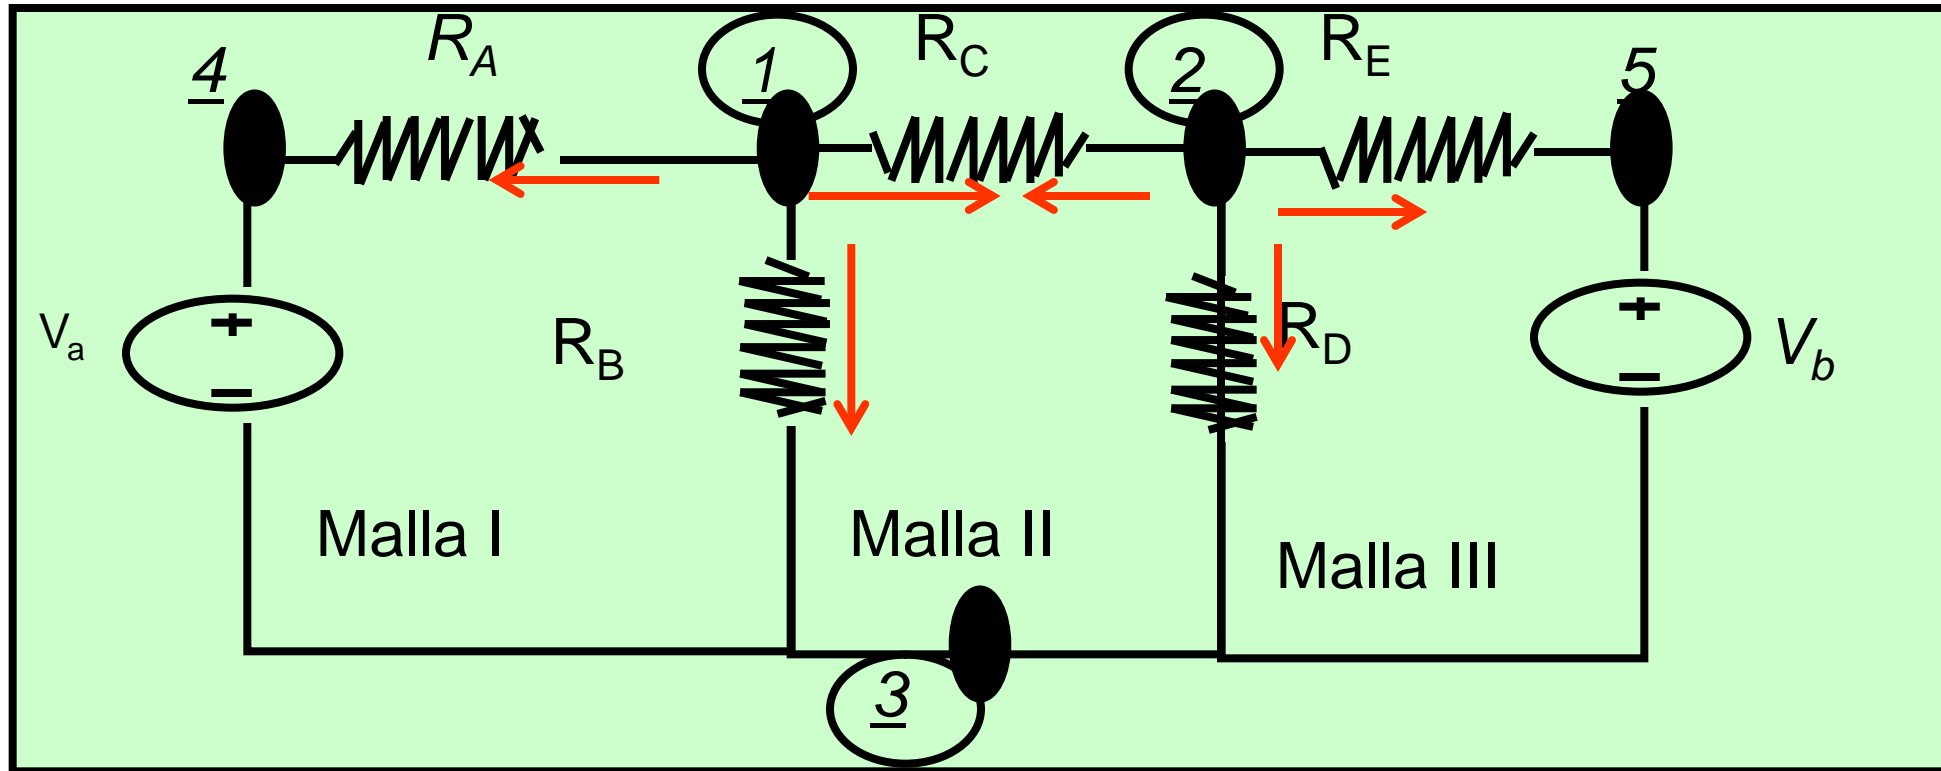 R_A R_C R_E
4 1 2 5
V_a R_B R_D V_b
+ +
− −
Malla I Malla II Malla III
3